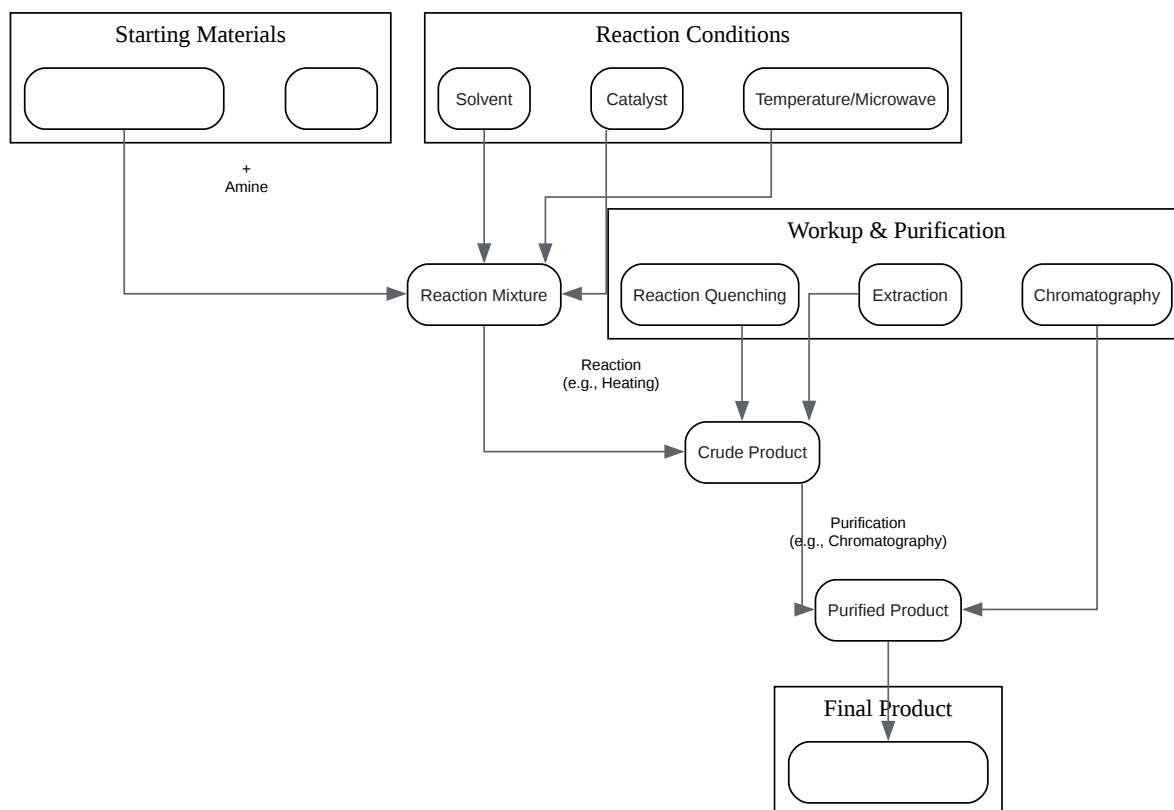 Starting Materials
Reaction Conditions
Solvent
Catalyst
Temperature/Microwave
+
Amine
Workup & Purification
Reaction Mixture
Reaction Quenching
Extraction
Chromatography
Reaction
(e.g., Heating)
Crude Product
Purification
(e.g., Chromatography)
Purified Product
Final Product